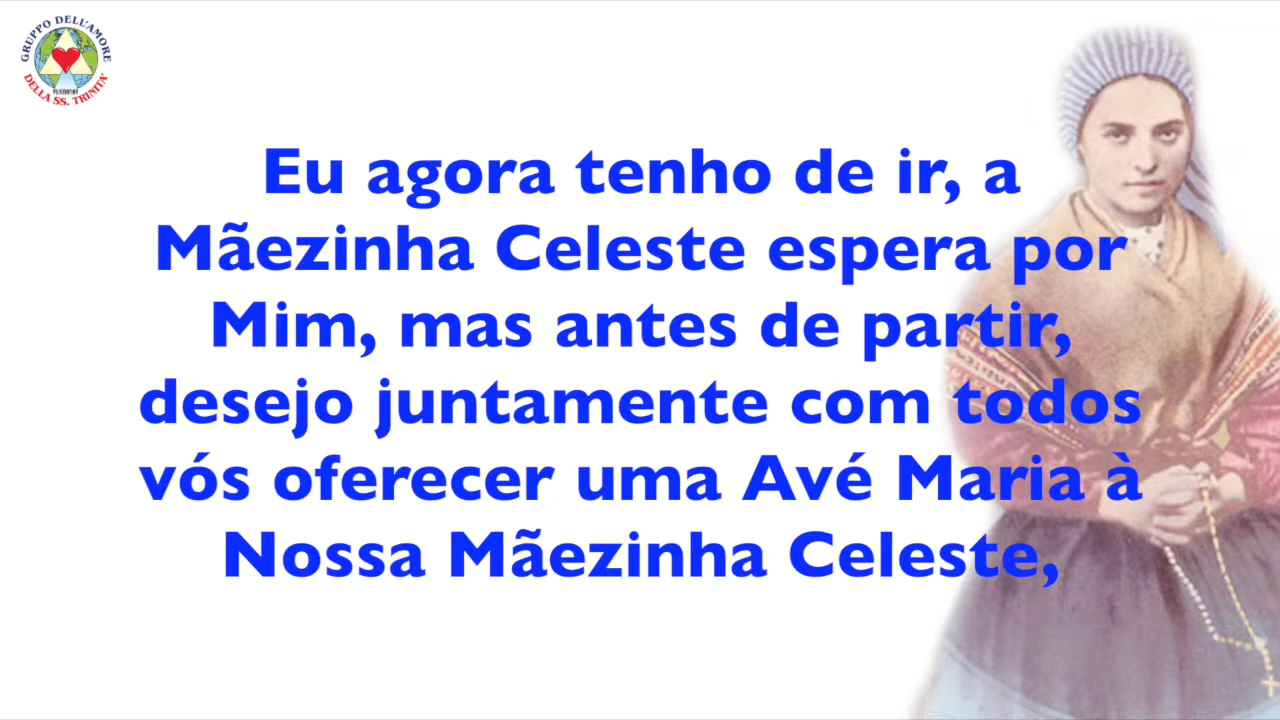 GRUPPO DELL'AMORE
DELLA SS. TRINITA'
Eu agora tenho de ir, a
Mãezinha Celeste espera por
Mim, mas antes de partir,
desejo juntamente com todos
vós oferecer uma Avé Maria à
Nossa Mãezinha Celeste,